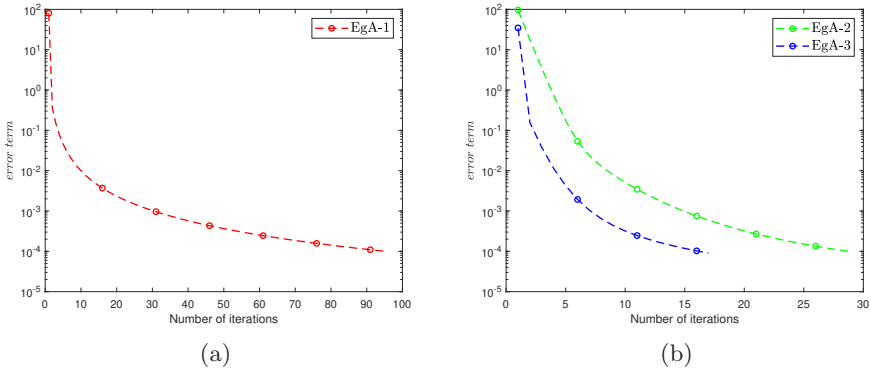 10^2
10^1
10^0
10^-1
10^-2
10^-3
10^-4
10^-5
error term
0 10 20 30 40 50 60 70 80 90 100
Number of iterations
EgA-1
(a)
10^2
10^1
10^0
10^-1
10^-2
10^-3
10^-4
10^-5
error term
0 5 10 15 20 25 30
Number of iterations
EgA-2
EgA-3
(b)